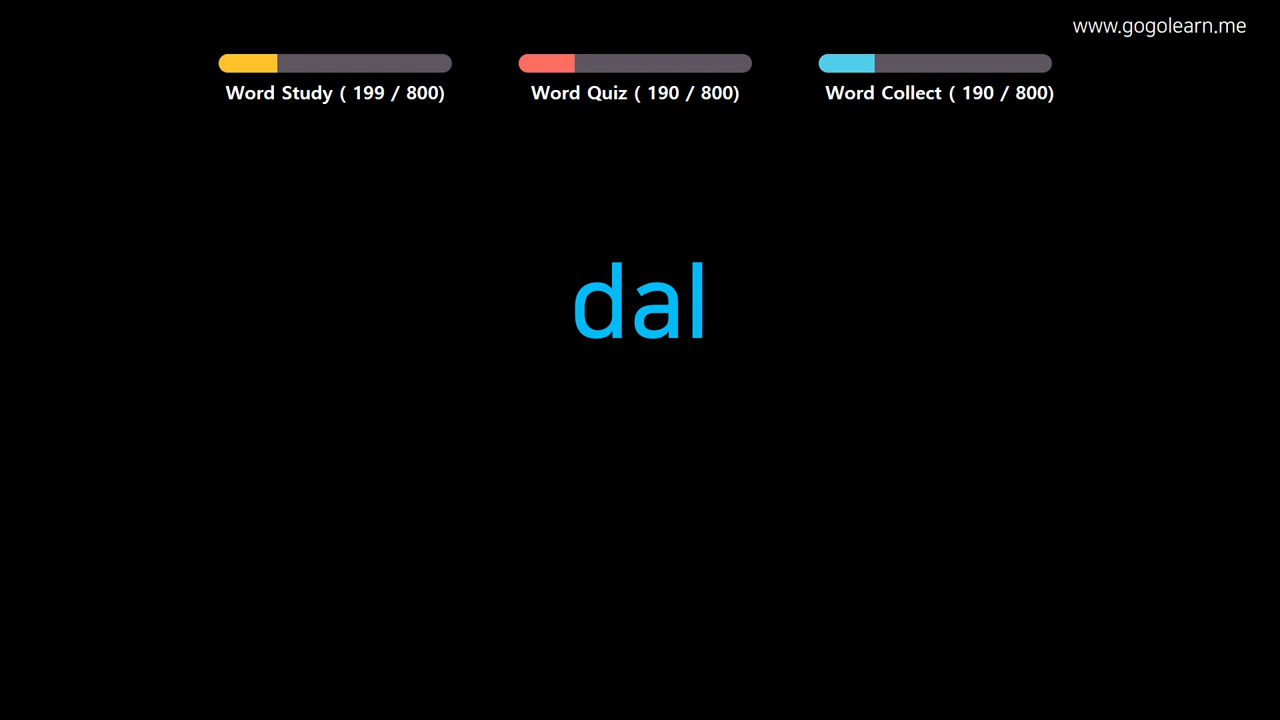 www.gogolearn.me
Word Study ( 199 / 800)
Word Quiz ( 190 / 800)
Word Collect ( 190 / 800)
dal